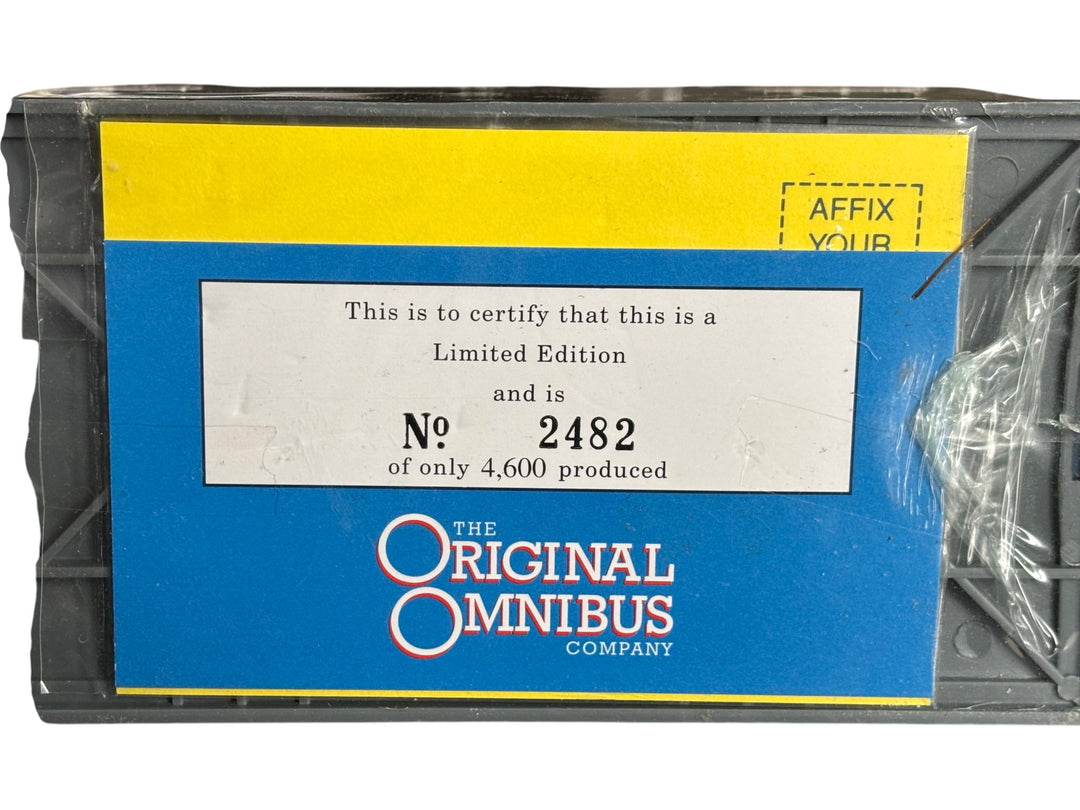 AFFIX
YOUR
This is to certify that this is a
Limited Edition
and is
Nº 2482
of only 4,600 produced
THE
ORIGINAL
OMNIBUS
COMPANY